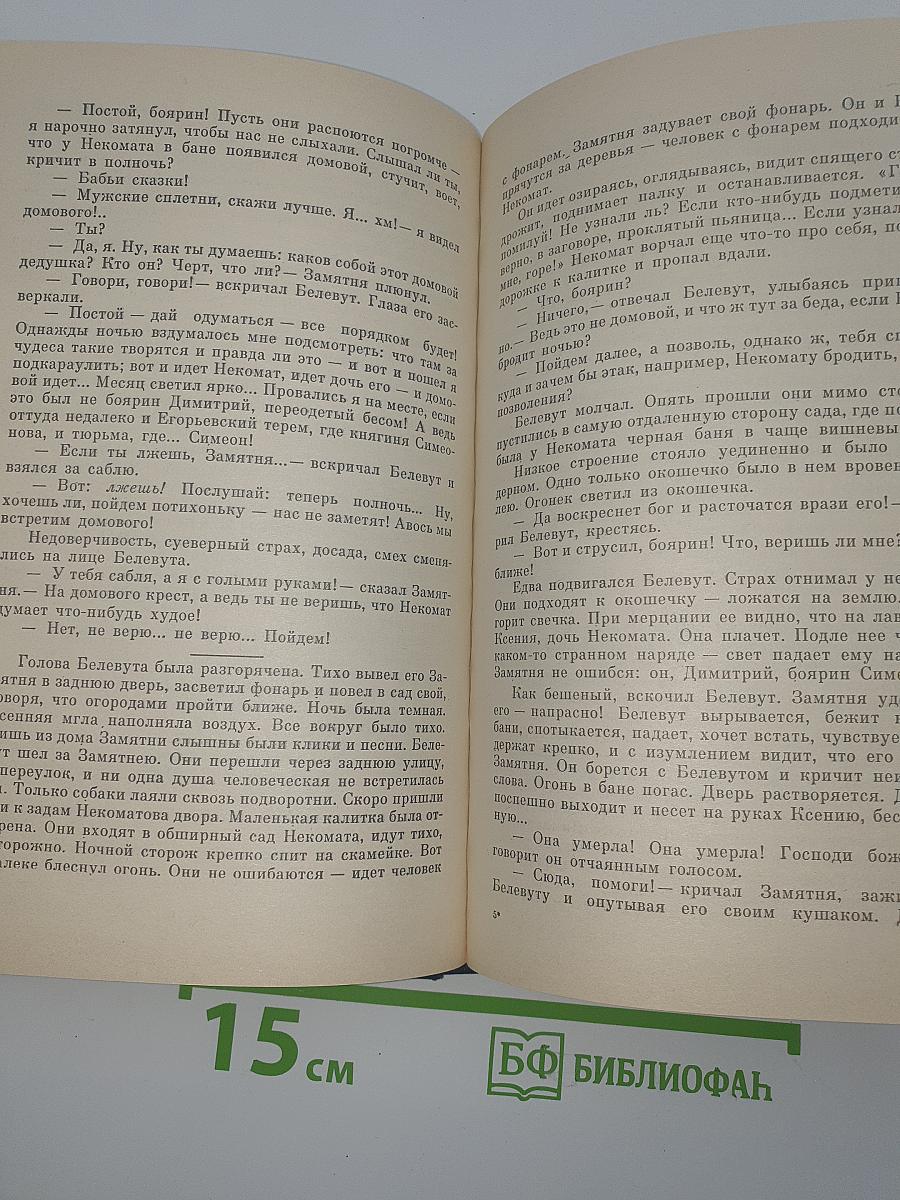 — Постой, боярин! Пусть они распоются погромче —
я нарочно затянул, чтобы нас не слыхали. Слышал ли ты,
что у Некомата в бане появился домовой, стучит, воет,
кричит в полночь?
— Бабьи сказки!
— Мужские сплетни, скажи лучше. Я... хм!— я видел
домового!..
— Ты?
— Да, я. Ну, как ты думаешь: каков собой этот домовой
дедушка? Кто он? Черт, что ли?— Замятня плюнул.
— Говори, говори!— вскричал Белевут. Глаза его зас-
веркали.
— Постой — дай одуматься — все порядком будет!
Однажды ночью вздумалось мне подсмотреть: что там за
чудеса такие творятся и правда ли это — и вот и пошел я
подкараулить; вот и идет Некомат, идет дочь его — и домо-
вой идет... Месяц светил ярко... Провались я на месте, если
это был не боярин Димитрий, переодетый бесом! А ведь
оттуда недалеко и Егорьевский терем, где княгиня Симео-
нова, и тюрьма, где... Симеон!
— Если ты лжешь, Замятня...— вскричал Белевут и
взялся за саблю.
— Вот: лжешь! Послушай: теперь полночь... Ну,
хочешь ли, пойдем потихоньку — нас не заметят! Авось мы
встретим домового!
Недоверчивость, суеверный страх, досада, смех сменя-
лись на лице Белевута.
— У тебя сабля, а я с голыми руками!— сказал Замят-
ня.— На домового крест, а ведь ты не веришь, что Некомат
думает что-нибудь худое!
— Нет, не верю... не верю... Пойдем!
Голова Белевута была разгорячена. Тихо вывел его За-
мятня в заднюю дверь, засветил фонарь и повел в сад свой,
говоря, что огородами пройти ближе. Ночь была темная.
сенняя мгла наполняла воздух. Все вокруг было тихо.
ишь из дома Замятни слышны были клики и песни. Беле-
ут шел за Замятнею. Они перешли через заднюю улицу,
переулок, и ни одна душа человеческая не встретилась
. Только собаки лаяли сквозь подворотни. Скоро пришли
и к задам Некоматова двора. Маленькая калитка была от-
рена. Они входят в обширный сад Некомата, идут тихо,
торожно. Ночной сторож крепко спит на скамейке. Вот
алеке блеснул огонь. Они не ошибаются — идет человек
с фонарем. Замятня задувает свой фонарь. Он и
прячутся за деревья — человек с фонарем подходи
Некомат.
Он идет озираясь, оглядываясь, видит спящего ст
дрожит, поднимает палку и останавливается. «Г
помилуй! Не узнали ль? Если кто-нибудь подмети
верно, в заговоре, проклятый пьяница... Если узнал
мне, горе!» Некомат ворчал еще что-то про себя, по
дорожке к калитке и пропал вдали.
— Что, боярин?
— Ничего,— отвечал Белевут, улыбаясь при
но.— Ведь это не домовой, и что ж тут за беда, если
бродит ночью?
— Пойдем далее, а позволь, однако ж, тебя с
куда и зачем бы этак, например, Некомату бродить,
позволения?
Белевут молчал. Опять прошли они мимо сто
пустились в самую отдаленную сторону сада, где по
была у Некомата черная баня в чаще вишневы
Низкое строение стояло уединенно и было
дерном. Одно только окошечко было в нем вровен
лею. Огонек светил из окошечка.
— Да воскреснет бог и расточатся врази его!—
рил Белевут, крестясь.
— Вот и струсил, боярин! Что, веришь ли мне?
ближе!
Едва подвигался Белевут. Страх отнимал у не
Они подходят к окошечку — ложатся на землю.
горит свечка. При мерцании ее видно, что на лав
Ксения, дочь Некомата. Она плачет. Подле нее ч
каком-то странном наряде — свет падает ему на
Замятня не ошибся: он, Димитрий, боярин Симе
Как бешеный, вскочил Белевут. Замятня уд
его — напрасно! Белевут вырывается, бежит к
бани, спотыкается, падает, хочет встать, чувствуе
держат крепко, и с изумлением видит, что его
Замятня. Он борется с Белевутом и кричит неи
слова. Огонь в бане погас. Дверь растворяется. Д
поспешно выходит и несет на руках Ксению, бес
ную...
— Она умерла! Она умерла! Господи бож
говорит он отчаянным голосом.
— Сюда, помоги!— кричал Замятня, зажи
Белевуту и опутывая его своим кушаком. Д
5*
15 см
БФ БИБЛИОФАН